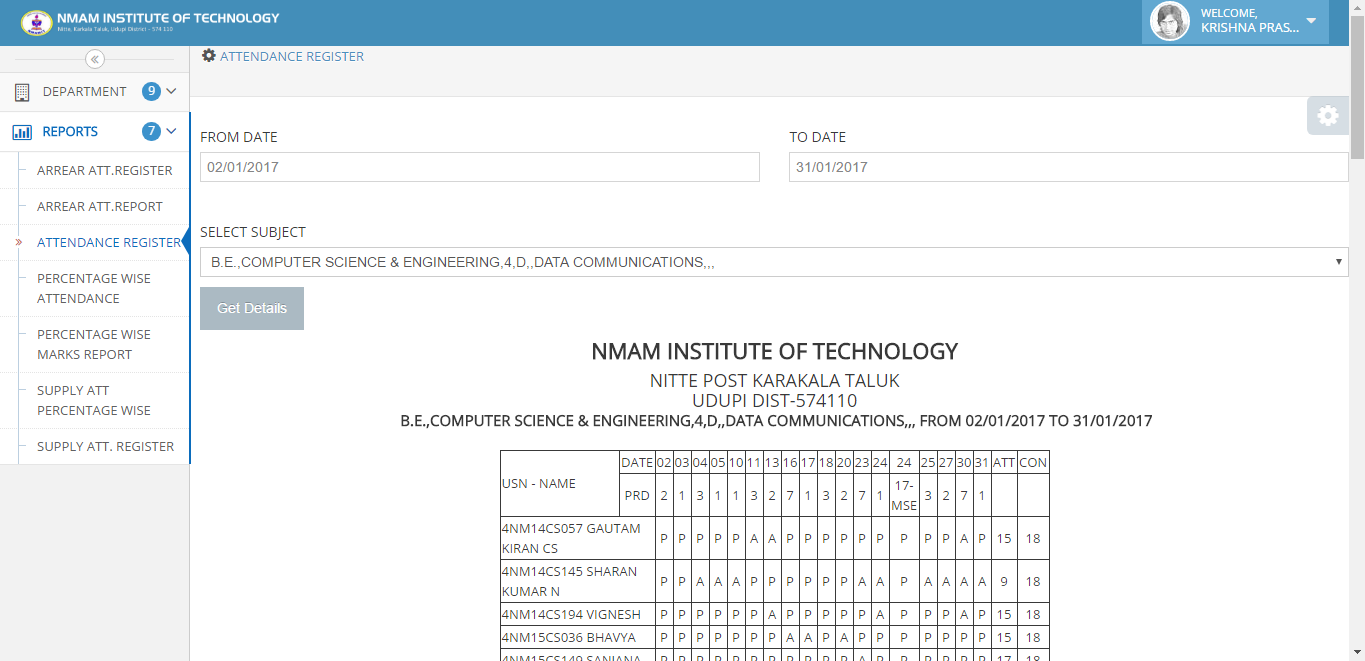 NMAM INSTITUTE OF TECHNOLOGY
Nitte, Karkala Taluk, Udupi District - 574 110
WELCOME,
KRISHNA PRAS...
DEPARTMENT 9
REPORTS 7
ARREAR ATT.REGISTER
ARREAR ATT.REPORT
ATTENDANCE REGISTER
PERCENTAGE WISE
ATTENDANCE
PERCENTAGE WISE
MARKS REPORT
SUPPLY ATT
PERCENTAGE WISE
SUPPLY ATT. REGISTER
ATTENDANCE REGISTER
FROM DATE TO DATE
02/01/2017 31/01/2017
SELECT SUBJECT
B.E.,COMPUTER SCIENCE & ENGINEERING,4,D,,DATA COMMUNICATIONS,,,
Get Details
NMAM INSTITUTE OF TECHNOLOGY
NITTE POST KARAKALA TALUK
UDUPI DIST-574110
B.E.,COMPUTER SCIENCE & ENGINEERING,4,D,,DATA COMMUNICATIONS,,, FROM 02/01/2017 TO 31/01/2017
USN - NAME DATE 02 03 04 05 10 11 13 16 17 18 20 23 24 24 25 27 30 31 ATT CON
PRD 2 1 3 1 1 3 2 7 1 3 2 7 1 17-MSE 3 2 7 1
4NM14CS057 GAUTAM KIRAN CS P P P P P A A P P P P P P P P P A P 15 18
4NM14CS145 SHARAN KUMAR N P P A A A P P P P P P A A P A A A A 9 18
4NM14CS194 VIGNESH P P P P P P A P P P P P A P P P A P 15 18
4NM15CS036 BHAVYA P P P P P P P A A P A P P P P P P P 15 18
4NM15CS149 SANJANA P P P P P P P P P P P A P P P P P P 17 18